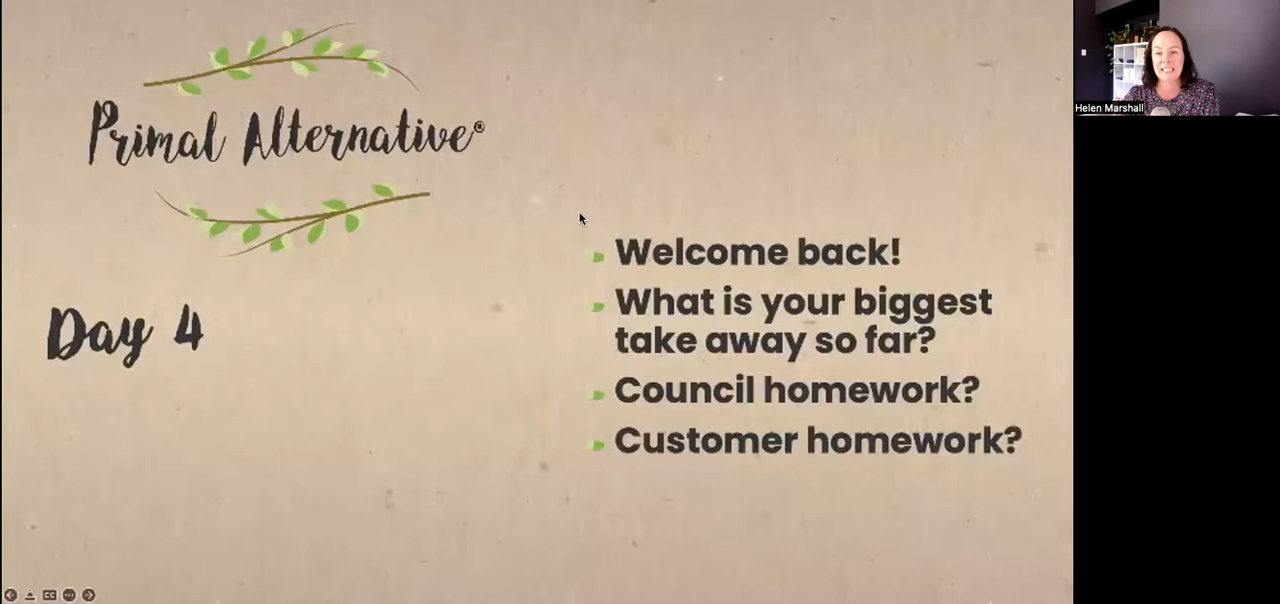 Primal Alternative®
Day 4
Welcome back!
What is your biggest
take away so far?
Council homework?
Customer homework?
Helen Marshall
CC